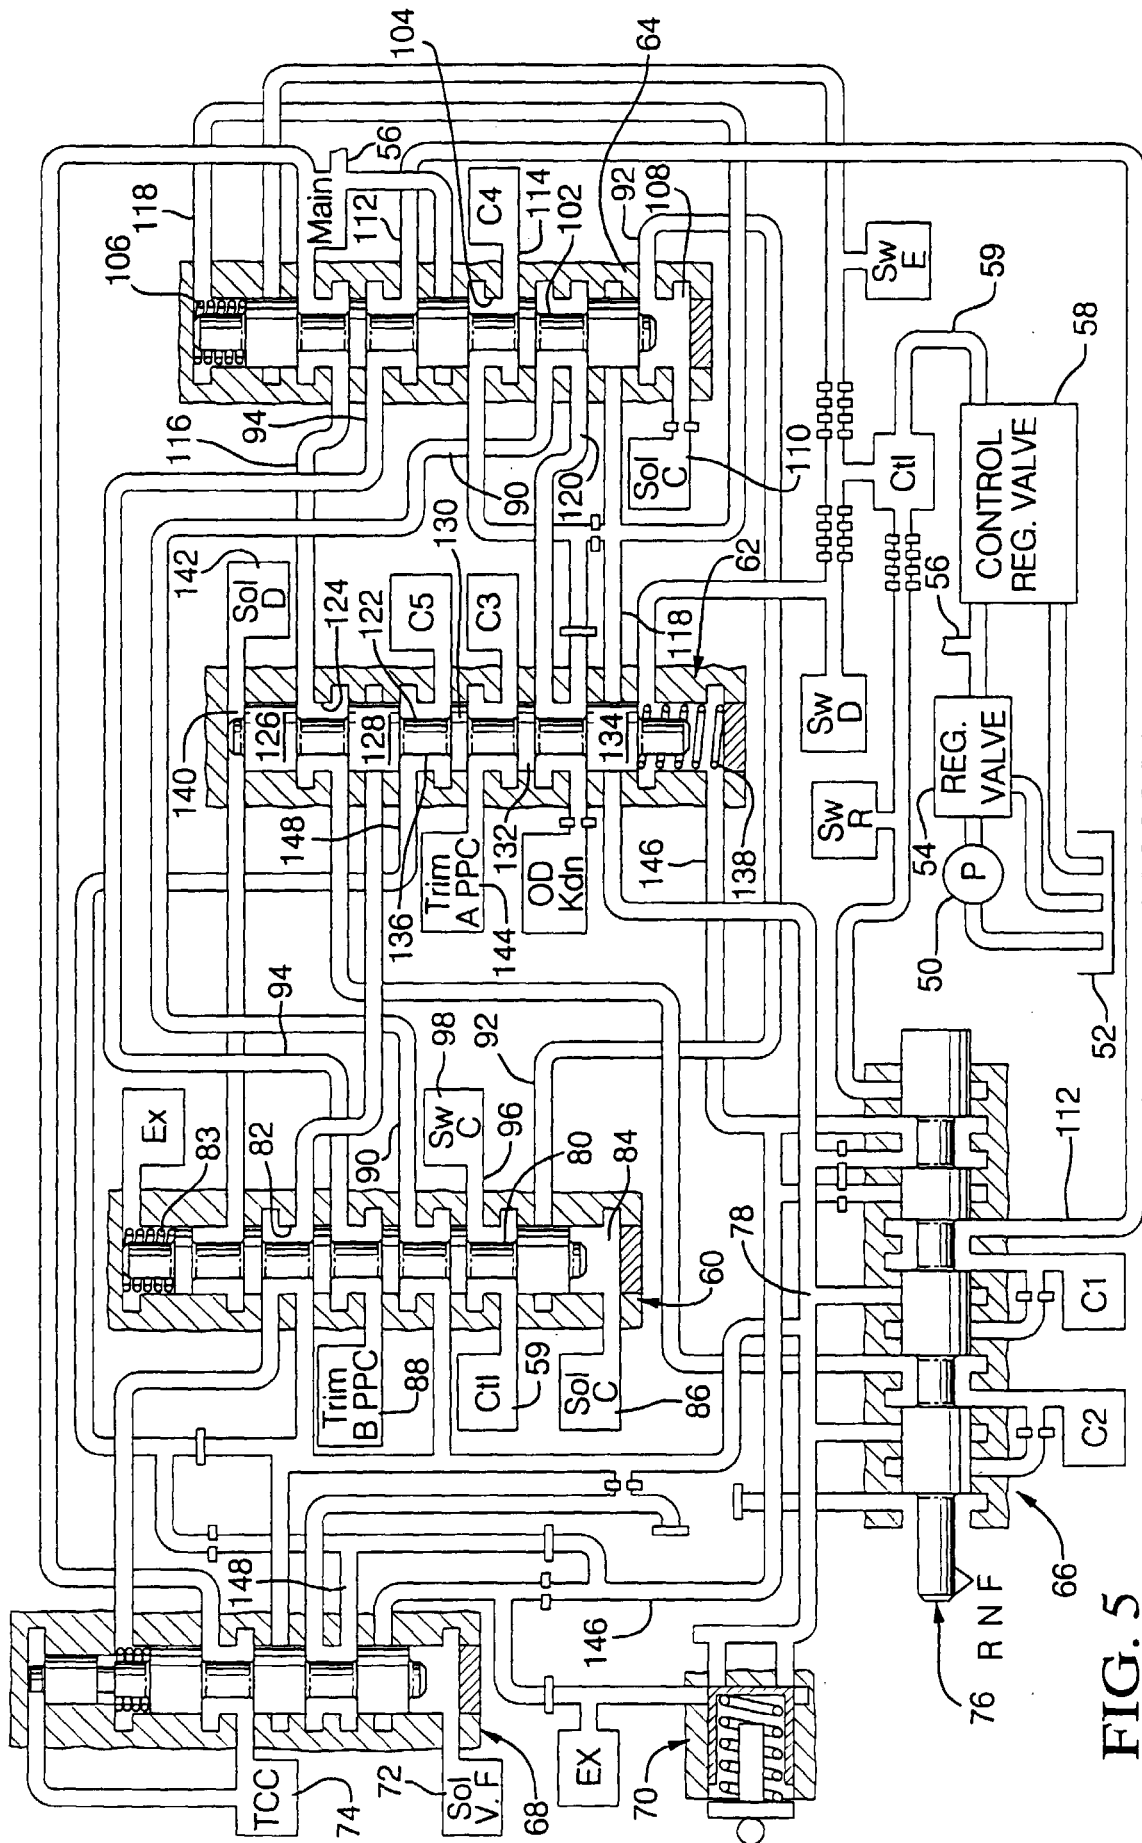 118
106
116
94
Main
56
112
104
C4
114
102
64
92
108
142
Sol
D
124
122
C5
130
C3
90
120
Sol
C
110
140
126
128
134
62
118
148
136
Trim
A PPC
144
132
OD
Kdn
146
138
Sw
E
59
Ctl
58
CONTROL
REG. VALVE
56
Sw
D
Sw
R
REG.
VALVE
54
P
50
52
94
Ex
83
82
90
98
Sw
C
96
92
80
84
60
78
112
Trim
B PPC
88
Ctl
59
Sol
C
86
C1
C2
66
148
146
TCC
74
72
Sol
V. F
68
EX
70
76
R N F
FIG. 5